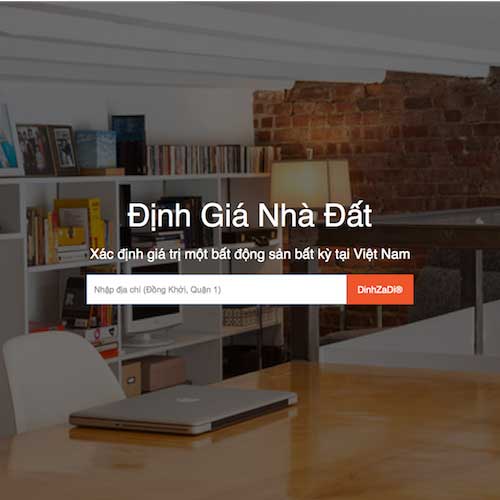 Định Giá Nhà Đất
Xác định giá trị một bất động sản bất kỳ tại Việt Nam
Nhập địa chỉ (Đồng Khởi, Quận 1)
DinhZaDi®